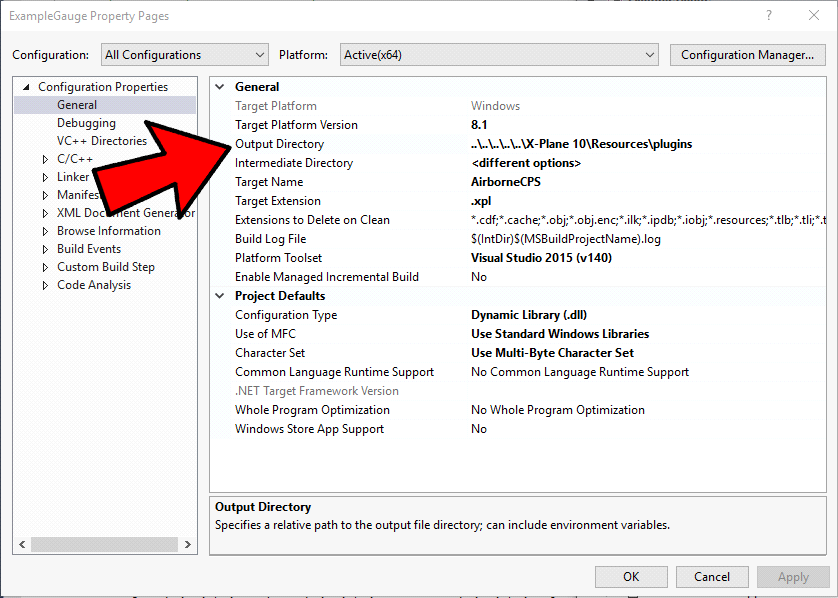 ExampleGauge Property Pages
Configuration: All Configurations Platform: Active(x64) Configuration Manager...
Configuration Properties
General
Debugging
VC++ Directories
C/C++
Linker
Manifes
XML Document Generator
Browse Information
Build Events
Custom Build Step
Code Analysis
General
Target Platform Windows
Target Platform Version 8.1
Output Directory ..\..\..\..\..\X-Plane 10\Resources\plugins
Intermediate Directory <different options>
Target Name AirborneCPS
Target Extension .xpl
Extensions to Delete on Clean *.cdf;*.cache;*.obj;*.obj.enc;*.ilk;*.ipdb;*.iobj;*.resources;*.tlb;*.tli;*.t
Build Log File $(IntDir)$(MSBuildProjectName).log
Platform Toolset Visual Studio 2015 (v140)
Enable Managed Incremental Build No
Project Defaults
Configuration Type Dynamic Library (.dll)
Use of MFC Use Standard Windows Libraries
Character Set Use Multi-Byte Character Set
Common Language Runtime Support No Common Language Runtime Support
.NET Target Framework Version
Whole Program Optimization No Whole Program Optimization
Windows Store App Support No
Output Directory
Specifies a relative path to the output file directory; can include environment variables.
OK Cancel Apply